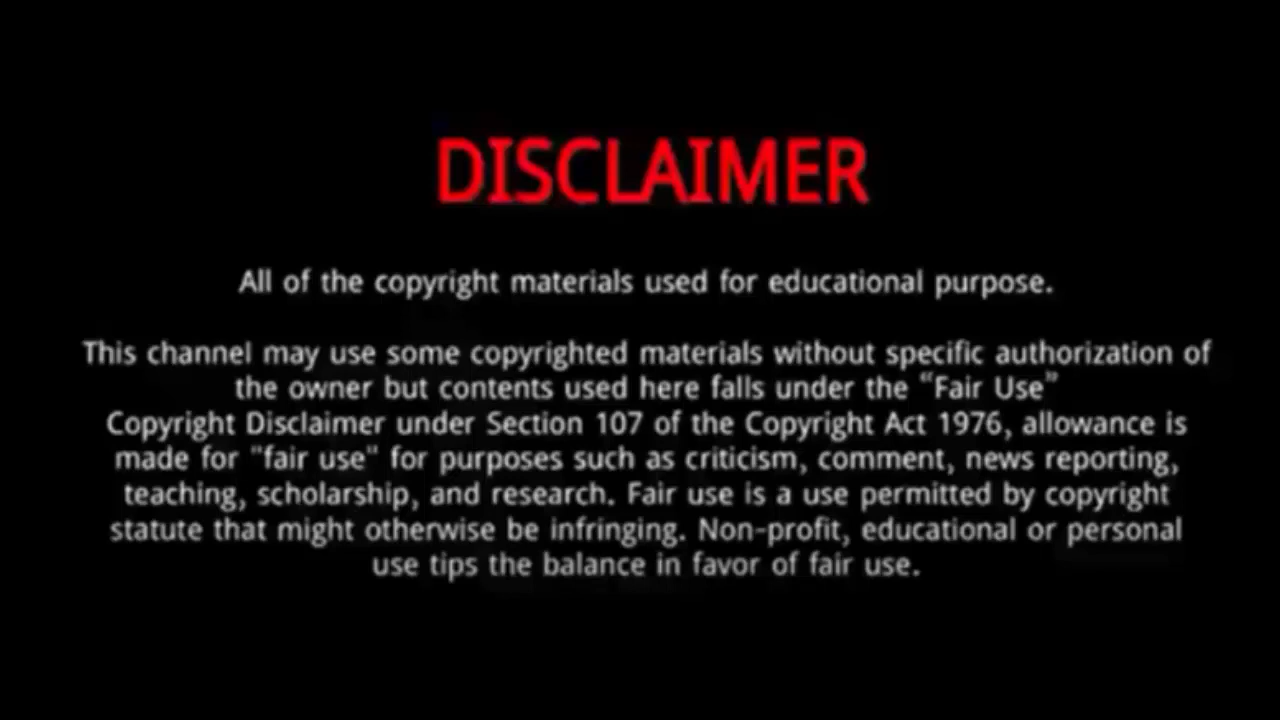 DISCLAIMER
All of the copyright materials used for educational purpose.
This channel may use some copyrighted materials without specific authorization of
the owner but contents used here falls under the “Fair Use”
Copyright Disclaimer under Section 107 of the Copyright Act 1976, allowance is
made for "fair use" for purposes such as criticism, comment, news reporting,
teaching, scholarship, and research. Fair use is a use permitted by copyright
statute that might otherwise be infringing. Non-profit, educational or personal
use tips the balance in favor of fair use.